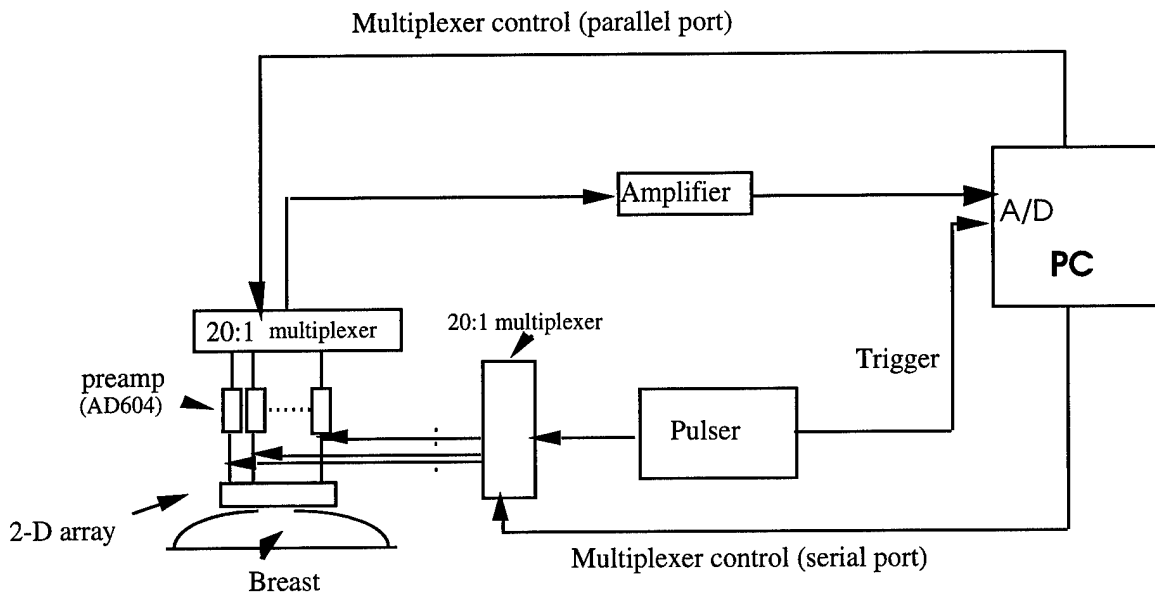 Multiplexer control (parallel port)
Amplifier
A/D
PC
20:1 multiplexer
20:1 multiplexer
Trigger
preamp
(AD604)
Pulser
2-D array
Multiplexer control (serial port)
Breast